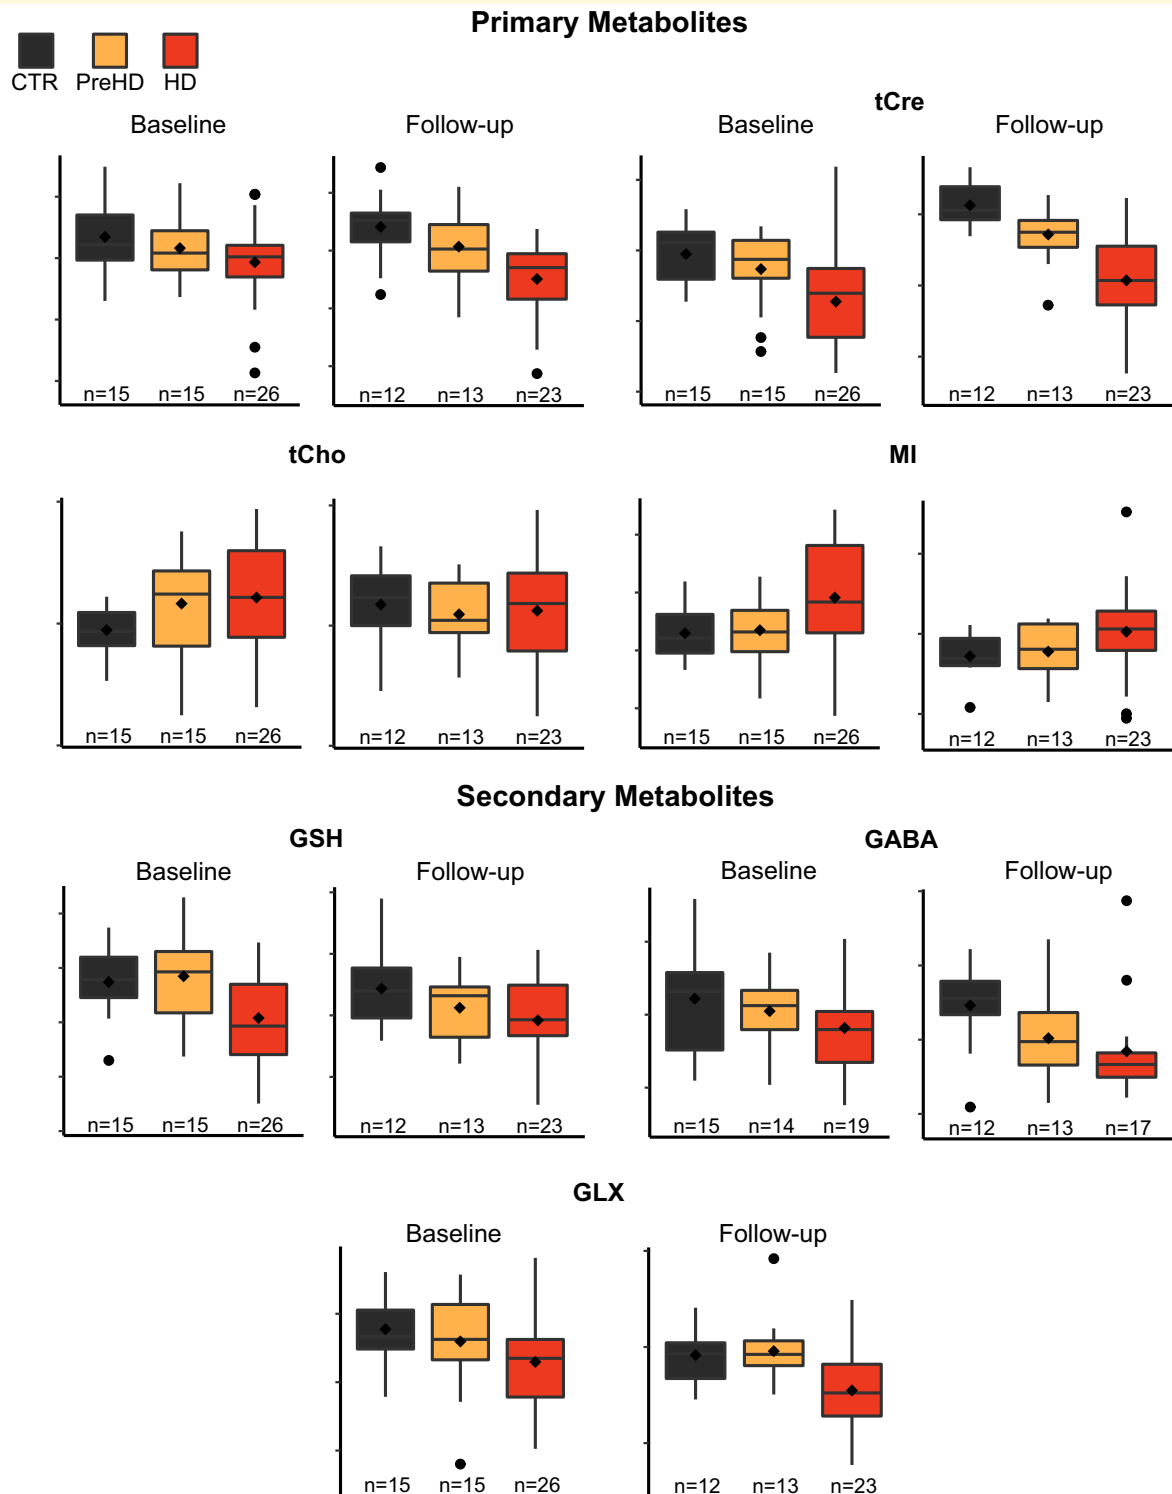 Primary Metabolites
CTR PreHD HD
tCre
Baseline Follow-up Baseline Follow-up
n=15 n=15 n=26 n=12 n=13 n=23 n=15 n=15 n=26 n=12 n=13 n=23
tCho MI
n=15 n=15 n=26 n=12 n=13 n=23 n=15 n=15 n=26 n=12 n=13 n=23
Secondary Metabolites
GSH GABA
Baseline Follow-up Baseline Follow-up
n=15 n=15 n=26 n=12 n=13 n=23 n=15 n=14 n=19 n=12 n=13 n=17
GLX
Baseline Follow-up
n=15 n=15 n=26 n=12 n=13 n=23